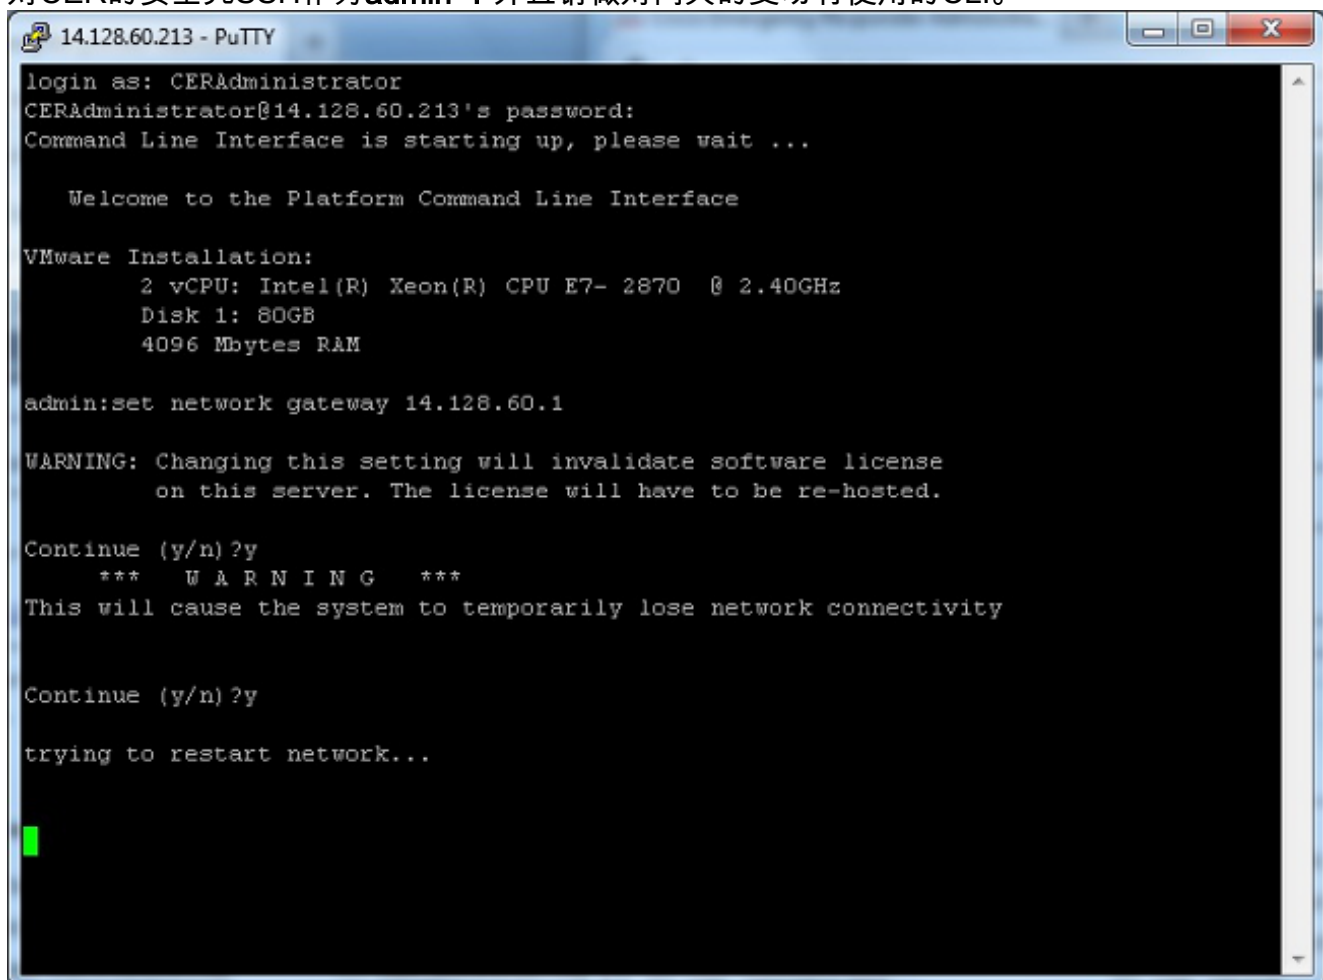 14.128.60.213 - PuTTY
login as: CERAdministrator
CERAdministrator@14.128.60.213's password:
Command Line Interface is starting up, please wait ...
Welcome to the Platform Command Line Interface
VMware Installation:
2 vCPU: Intel(R) Xeon(R) CPU E7- 2870  @ 2.40GHz
Disk 1: 80GB
4096 Mbytes RAM
admin:set network gateway 14.128.60.1
WARNING: Changing this setting will invalidate software license
on this server. The license will have to be re-hosted.
Continue (y/n)?y
***   W A R N I N G   ***
This will cause the system to temporarily lose network connectivity
Continue (y/n)?y
trying to restart network...